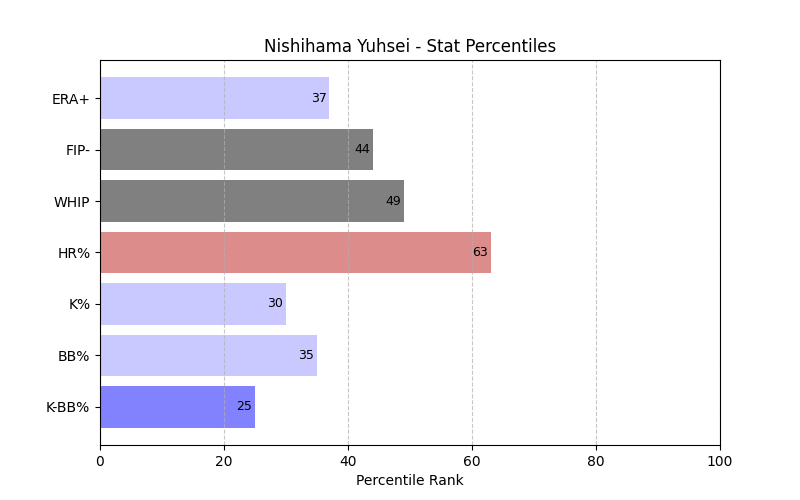 Nishihama Yuhsei - Stat Percentiles
ERA+ 37
FIP- 44
WHIP 49
HR% 63
K% 30
BB% 35
K-BB% 25
0 20 40 60 80 100
Percentile Rank